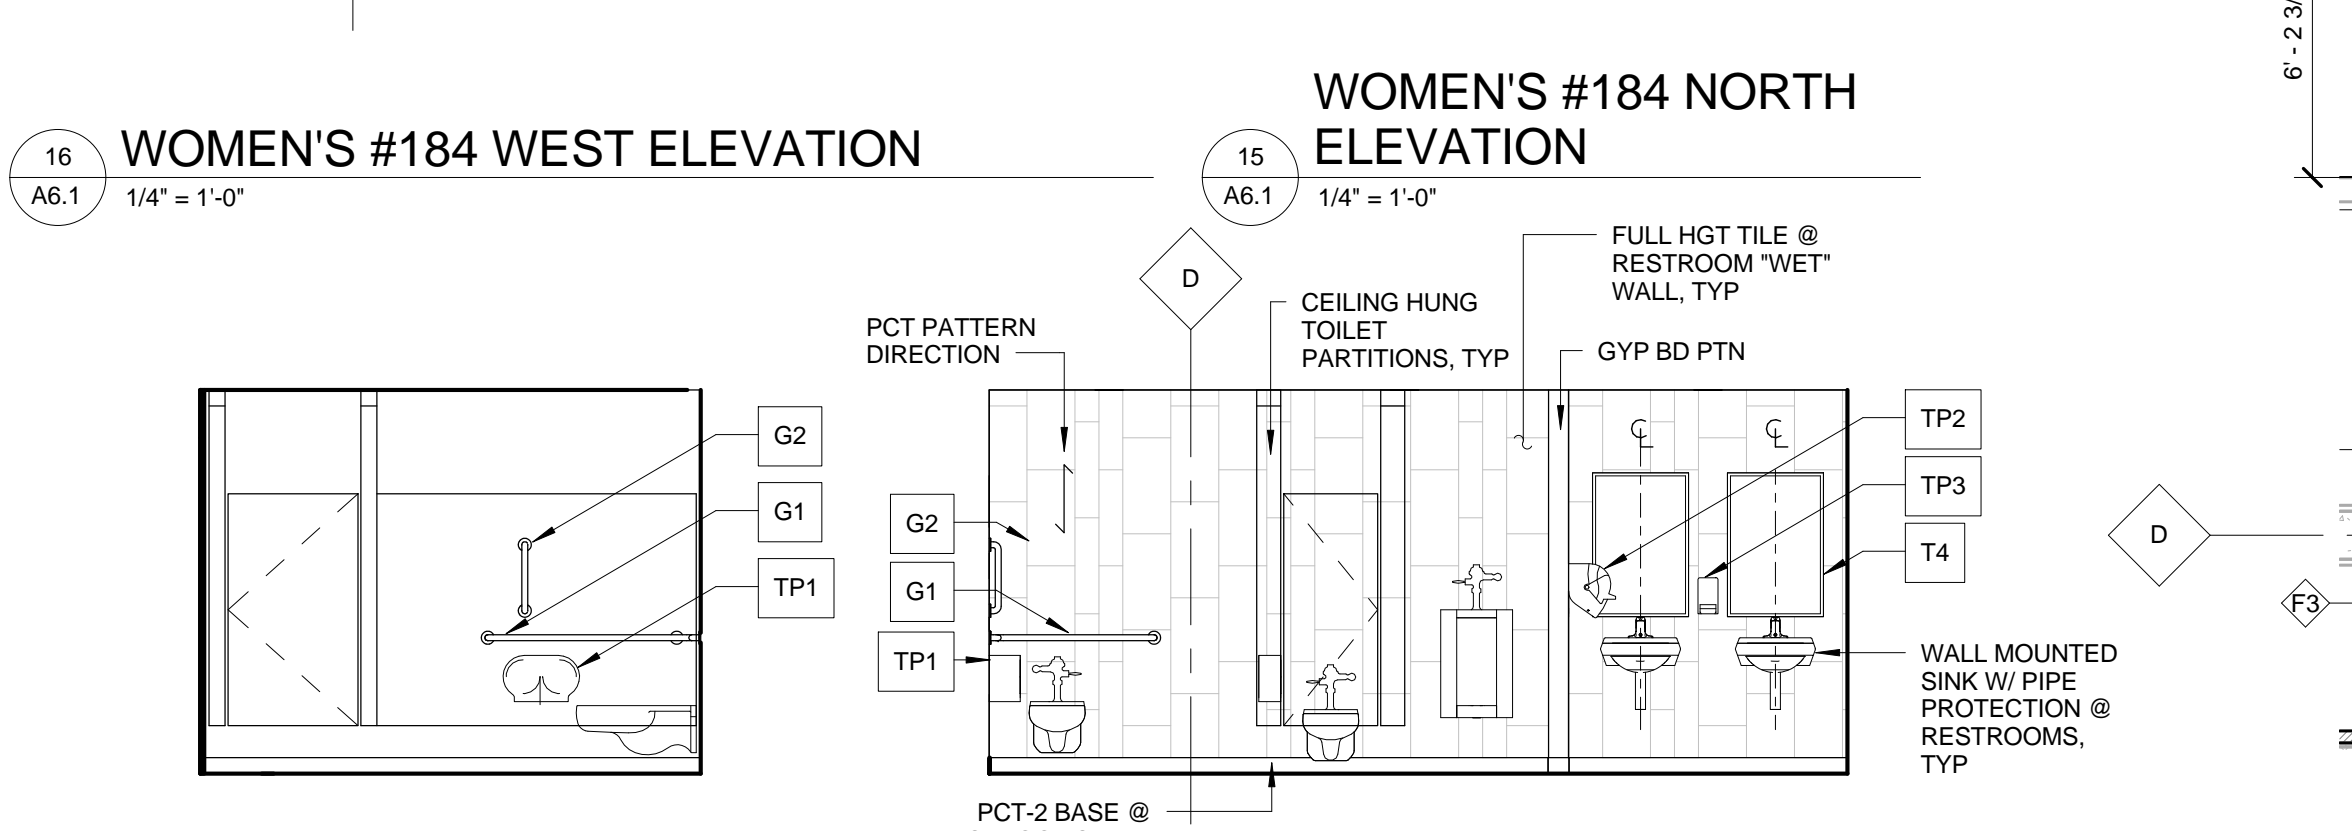 6' - 2 3/
WOMEN'S #184 NORTH
ELEVATION
16
WOMEN'S #184 WEST ELEVATION
A6.1
1/4" = 1'-0"
15
A6.1
1/4" = 1'-0"
FULL HGT TILE @
RESTROOM "WET"
WALL, TYP
D
CEILING HUNG
TOILET
PARTITIONS, TYP
PCT PATTERN
DIRECTION
GYP BD PTN
G2
G1
TP1
G2
G1
TP1
CL
CL
TP2
TP3
T4
D
F3
WALL MOUNTED
SINK W/ PIPE
PROTECTION @
RESTROOMS,
TYP
PCT-2 BASE @